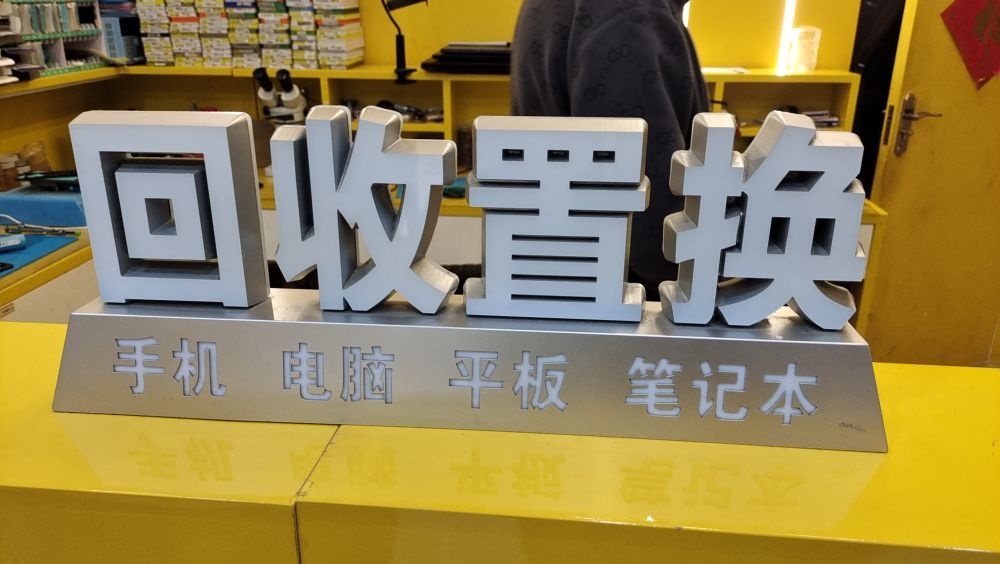 回收置换
手机 电脑 平板 笔记本